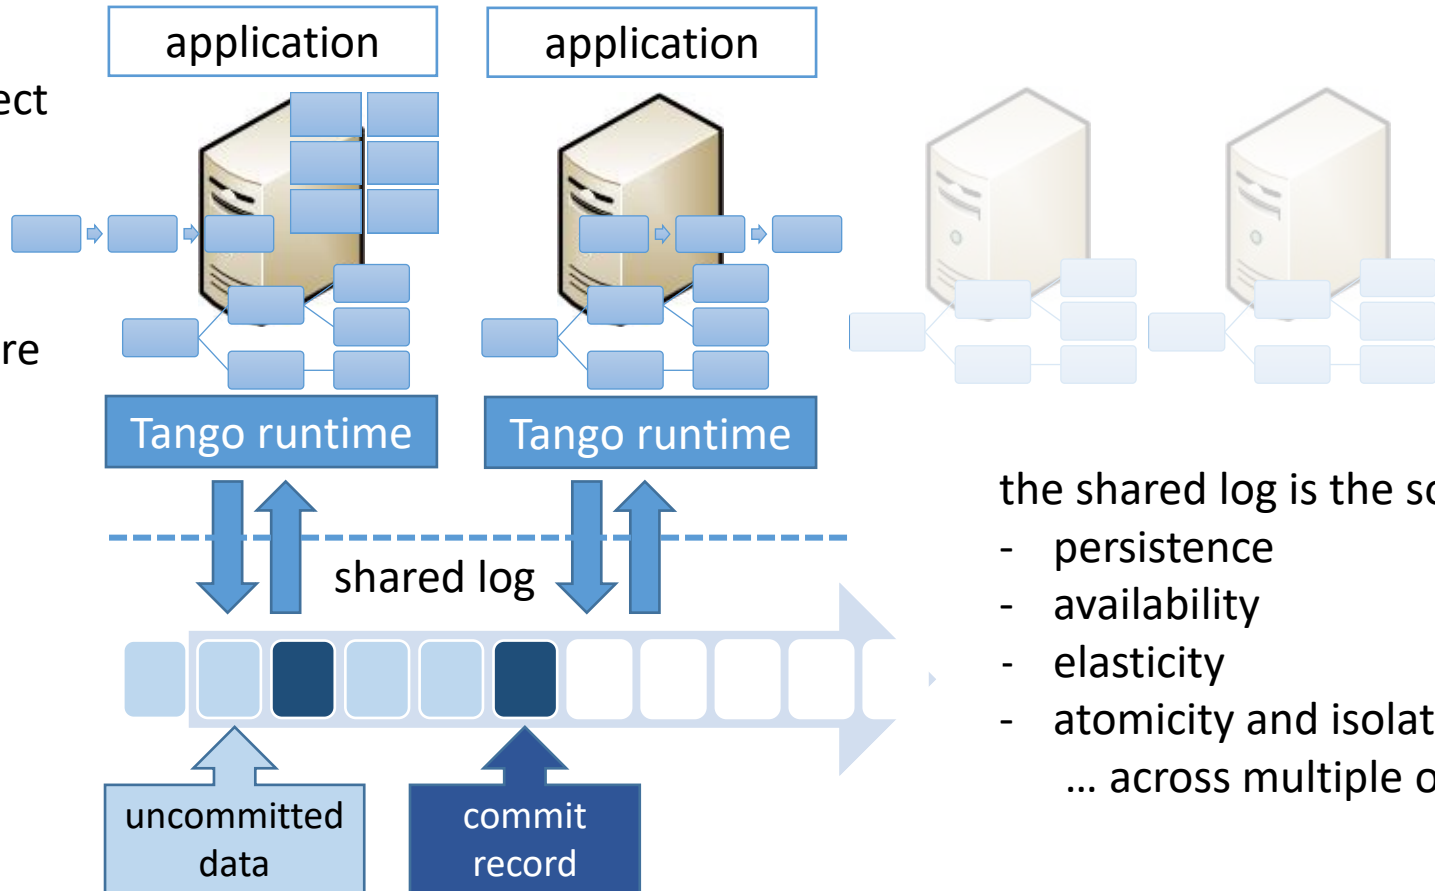 application
application
ect
re
Tango runtime
Tango runtime
shared log
uncommitted
data
commit
record
the shared log is the so
- persistence
- availability
- elasticity
- atomicity and isolat
... across multiple o